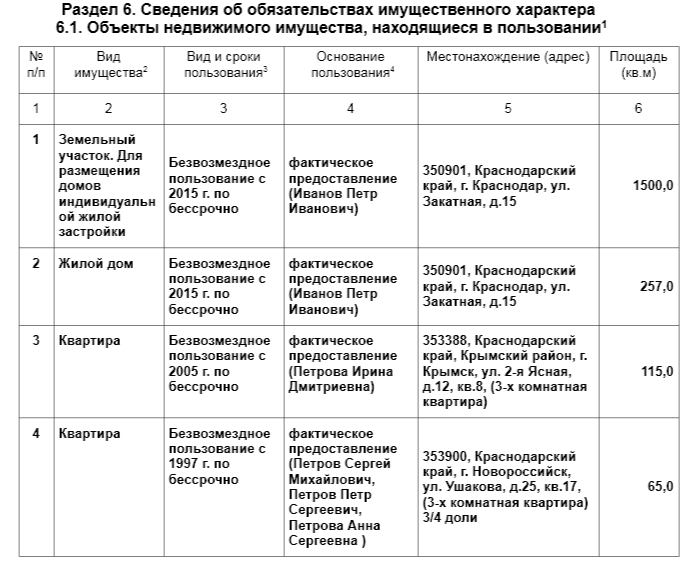 Раздел 6. Сведения об обязательствах имущественного характера
6.1. Объекты недвижимого имущества, находящиеся в пользовании¹
№
п/п
Вид
имущества²
Вид и сроки
пользования³
Основание
пользования⁴
Местонахождение (адрес)
Площадь
(кв.м)
1
2
3
4
5
6
1
Земельный
участок. Для
размещения
домов
индивидуальн
ой жилой
застройки
Безвозмездное
пользование с
2015 г. по
бессрочно
фактическое
предоставление
(Иванов Петр
Иванович)
350901, Краснодарский
край, г. Краснодар, ул.
Закатная, д.15
1500,0
2
Жилой дом
Безвозмездное
пользование с
2015 г. по
бессрочно
фактическое
предоставление
(Иванов Петр
Иванович)
350901, Краснодарский
край, г. Краснодар, ул.
Закатная, д.15
257,0
3
Квартира
Безвозмездное
пользование с
2005 г. по
бессрочно
фактическое
предоставление
(Петрова Ирина
Дмитриевна)
353388, Краснодарский
край, Крымский район, г.
Крымск, ул. 2-я Ясная,
д.12, кв.8, (3-х комнатная
квартира)
115,0
4
Квартира
Безвозмездное
пользование с
1997 г. по
бессрочно
фактическое
предоставление
(Петров Сергей
Михайлович,
Петров Петр
Сергеевич,
Петрова Анна
Сергеевна )
353900, Краснодарский
край, г. Новороссийск,
ул. Ушакова, д.25, кв.17,
(3-х комнатная квартира)
3/4 доли
65,0